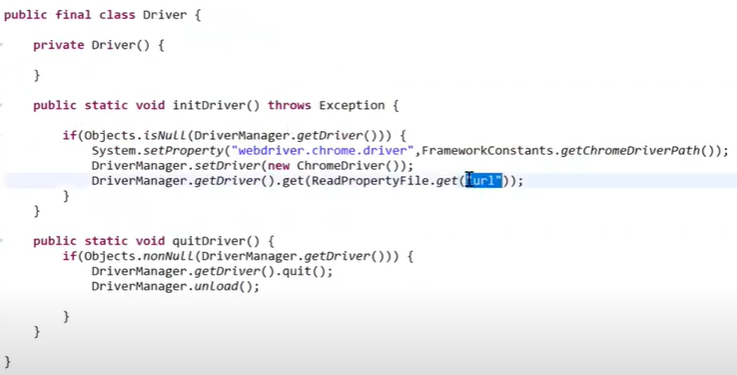 public final class Driver {
private Driver() {
}
public static void initDriver() throws Exception {
if(Objects.isNull(DriverManager.getDriver())) {
System.setProperty("webdriver.chrome.driver",FrameworkConstants.getChromeDriverPath());
DriverManager.setDriver(new ChromeDriver());
DriverManager.getDriver().get(ReadPropertyFile.get("url"));
}
}
public static void quitDriver() {
if(Objects.nonNull(DriverManager.getDriver())) {
DriverManager.getDriver().quit();
DriverManager.unload();
}
}
}